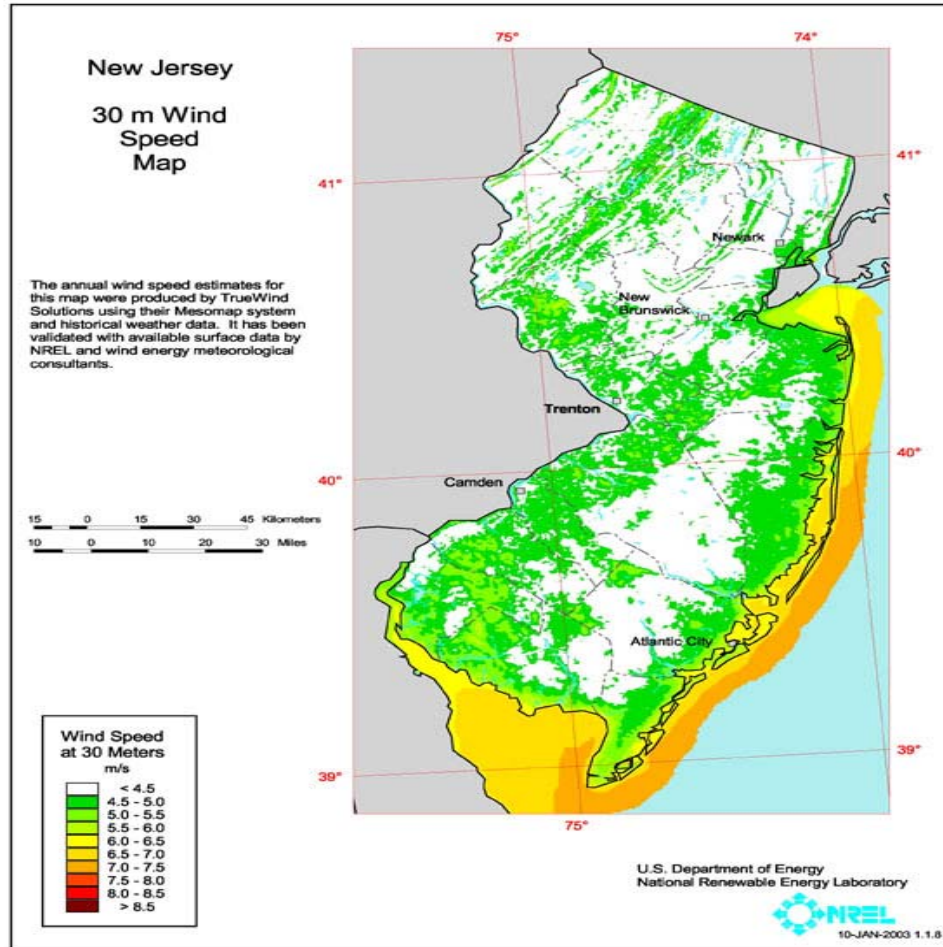 New Jersey
30 m Wind
Speed
Map
The annual wind speed estimates for
this map were produced by TrueWind
Solutions using their Mesomap system
and historical weather data. It has been
validated with available surface data by
NREL and wind energy meteorological
consultants.
15 0 15 30 45 Kilometers
10 0 10 20 30 Miles
75°
74°
41°
41°
Newark
New
Brunswick
Trenton
40°
40°
Camden
Atlantic City
39°
39°
75°
Wind Speed
at 30 Meters
m/s
< 4.5
4.5 - 5.0
5.0 - 5.5
5.5 - 6.0
6.0 - 6.5
6.5 - 7.0
7.0 - 7.5
7.5 - 8.0
8.0 - 8.5
> 8.5
U.S. Department of Energy
National Renewable Energy Laboratory
NREL
10-JAN-2003 1.1.8